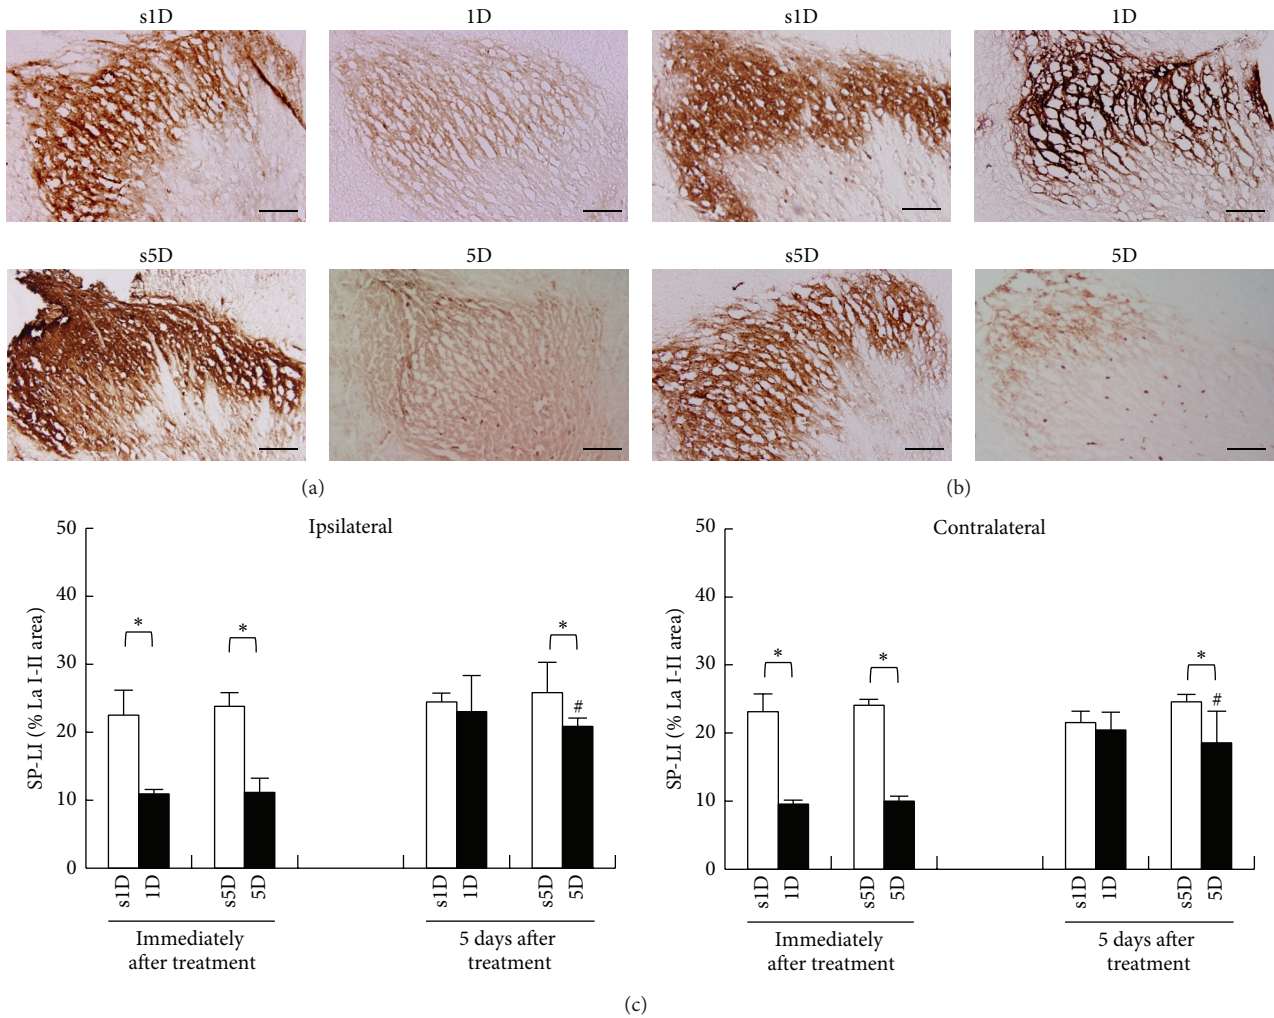 s1D 1D s1D 1D
s5D 5D s5D 5D
(a) (b)
Ipsilateral
50
40
30
20
10
0
SP-LI (% La I-II area)
* * *
#
s1D 1D s5D 5D s1D 1D s5D 5D
Immediately
after treatment
5 days after
treatment
Contralateral
50
40
30
20
10
0
SP-LI (% La I-II area)
* * *
#
s1D 1D s5D 5D s1D 1D s5D 5D
Immediately
after treatment
5 days after
treatment
(c)